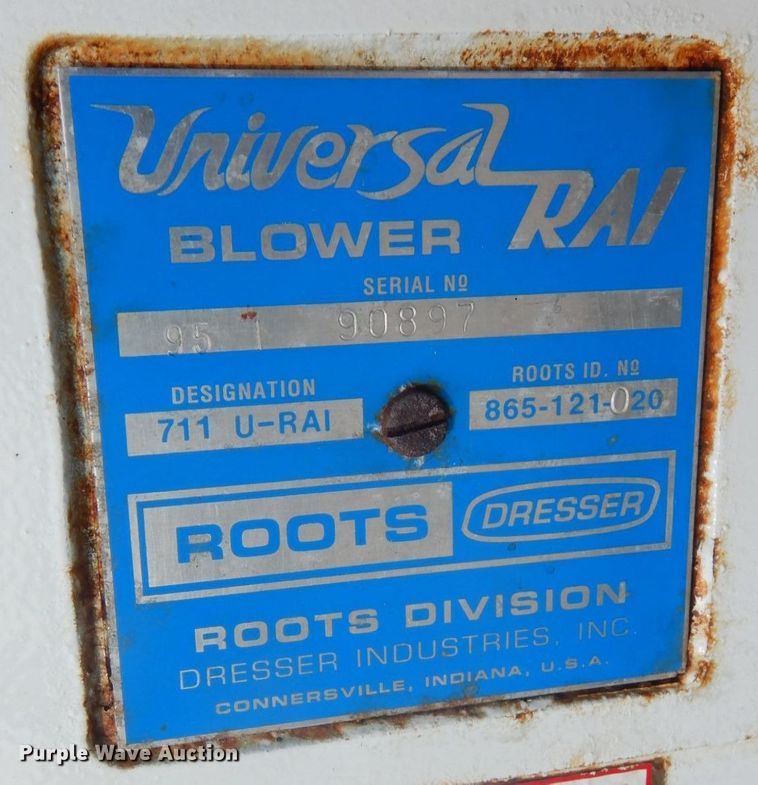 Universal
RAI
BLOWER
SERIAL Nº
95 1 90897 6
DESIGNATION
ROOTS ID. Nº
711 U-RAI
865-121-020
ROOTS
DRESSER
ROOTS DIVISION
DRESSER INDUSTRIES, INC.
CONNERSVILLE, INDIANA, U.S.A.
Purple Wave Auction